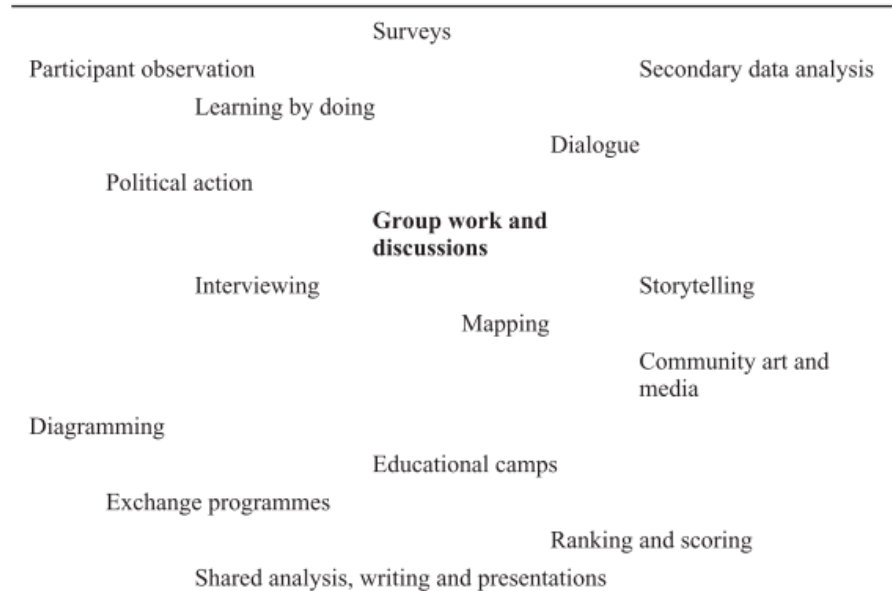 Surveys
Participant observation Secondary data analysis
Learning by doing
Dialogue
Political action
Group work and
discussions
Interviewing Storytelling
Mapping
Community art and
media
Diagramming
Educational camps
Exchange programmes
Ranking and scoring
Shared analysis, writing and presentations